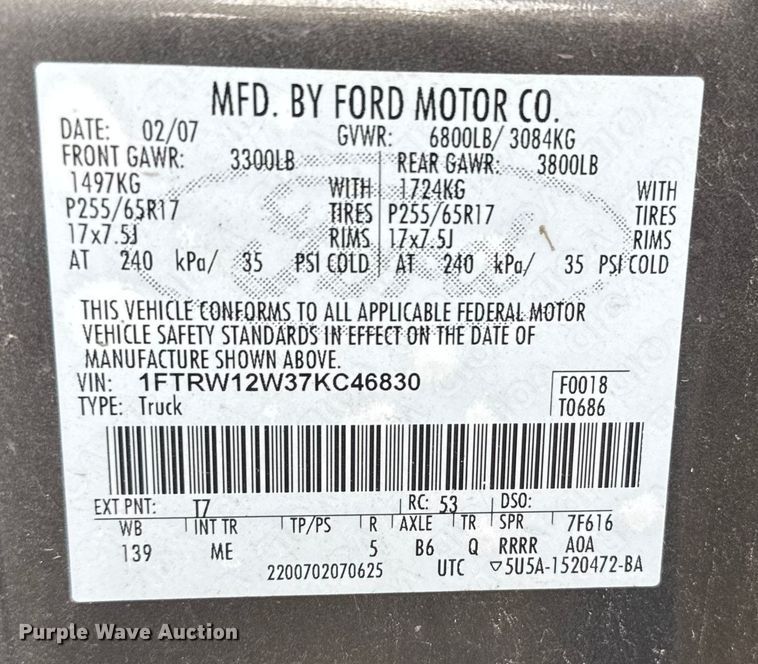 MFD. BY FORD MOTOR CO.
DATE: 02/07 GVWR: 6800LB/ 3084KG
FRONT GAWR: 3300LB REAR GAWR: 3800LB
1497KG WITH 1724KG WITH
P255/65R17 TIRES P255/65R17 TIRES
17x7.5J RIMS 17x7.5J RIMS
AT 240 kPa/ 35 PSI COLD AT 240 kPa/ 35 PSI COLD
THIS VEHICLE CONFORMS TO ALL APPLICABLE FEDERAL MOTOR
VEHICLE SAFETY STANDARDS IN EFFECT ON THE DATE OF
MANUFACTURE SHOWN ABOVE.
VIN: 1FTRW12W37KC46830 F0018
TYPE: Truck T0686
EXT PNT: T7 RC: 53 DSO:
WB INT TR TP/PS R AXLE TR SPR 7F616
139 ME 5 B6 Q RRRR AOA
2200702070625 UTC ▽5U5A-1520472-BA
Purple Wave Auction